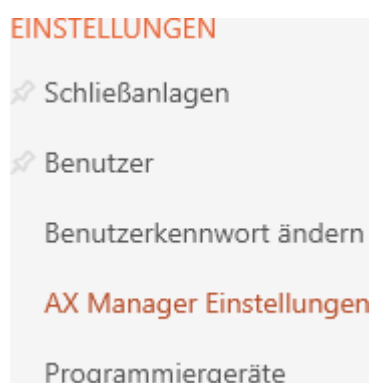 EINSTELLUNGEN
Schließanlagen
Benutzer
Benutzerkennwort ändern
AX Manager Einstellungen
Programmiergeräte